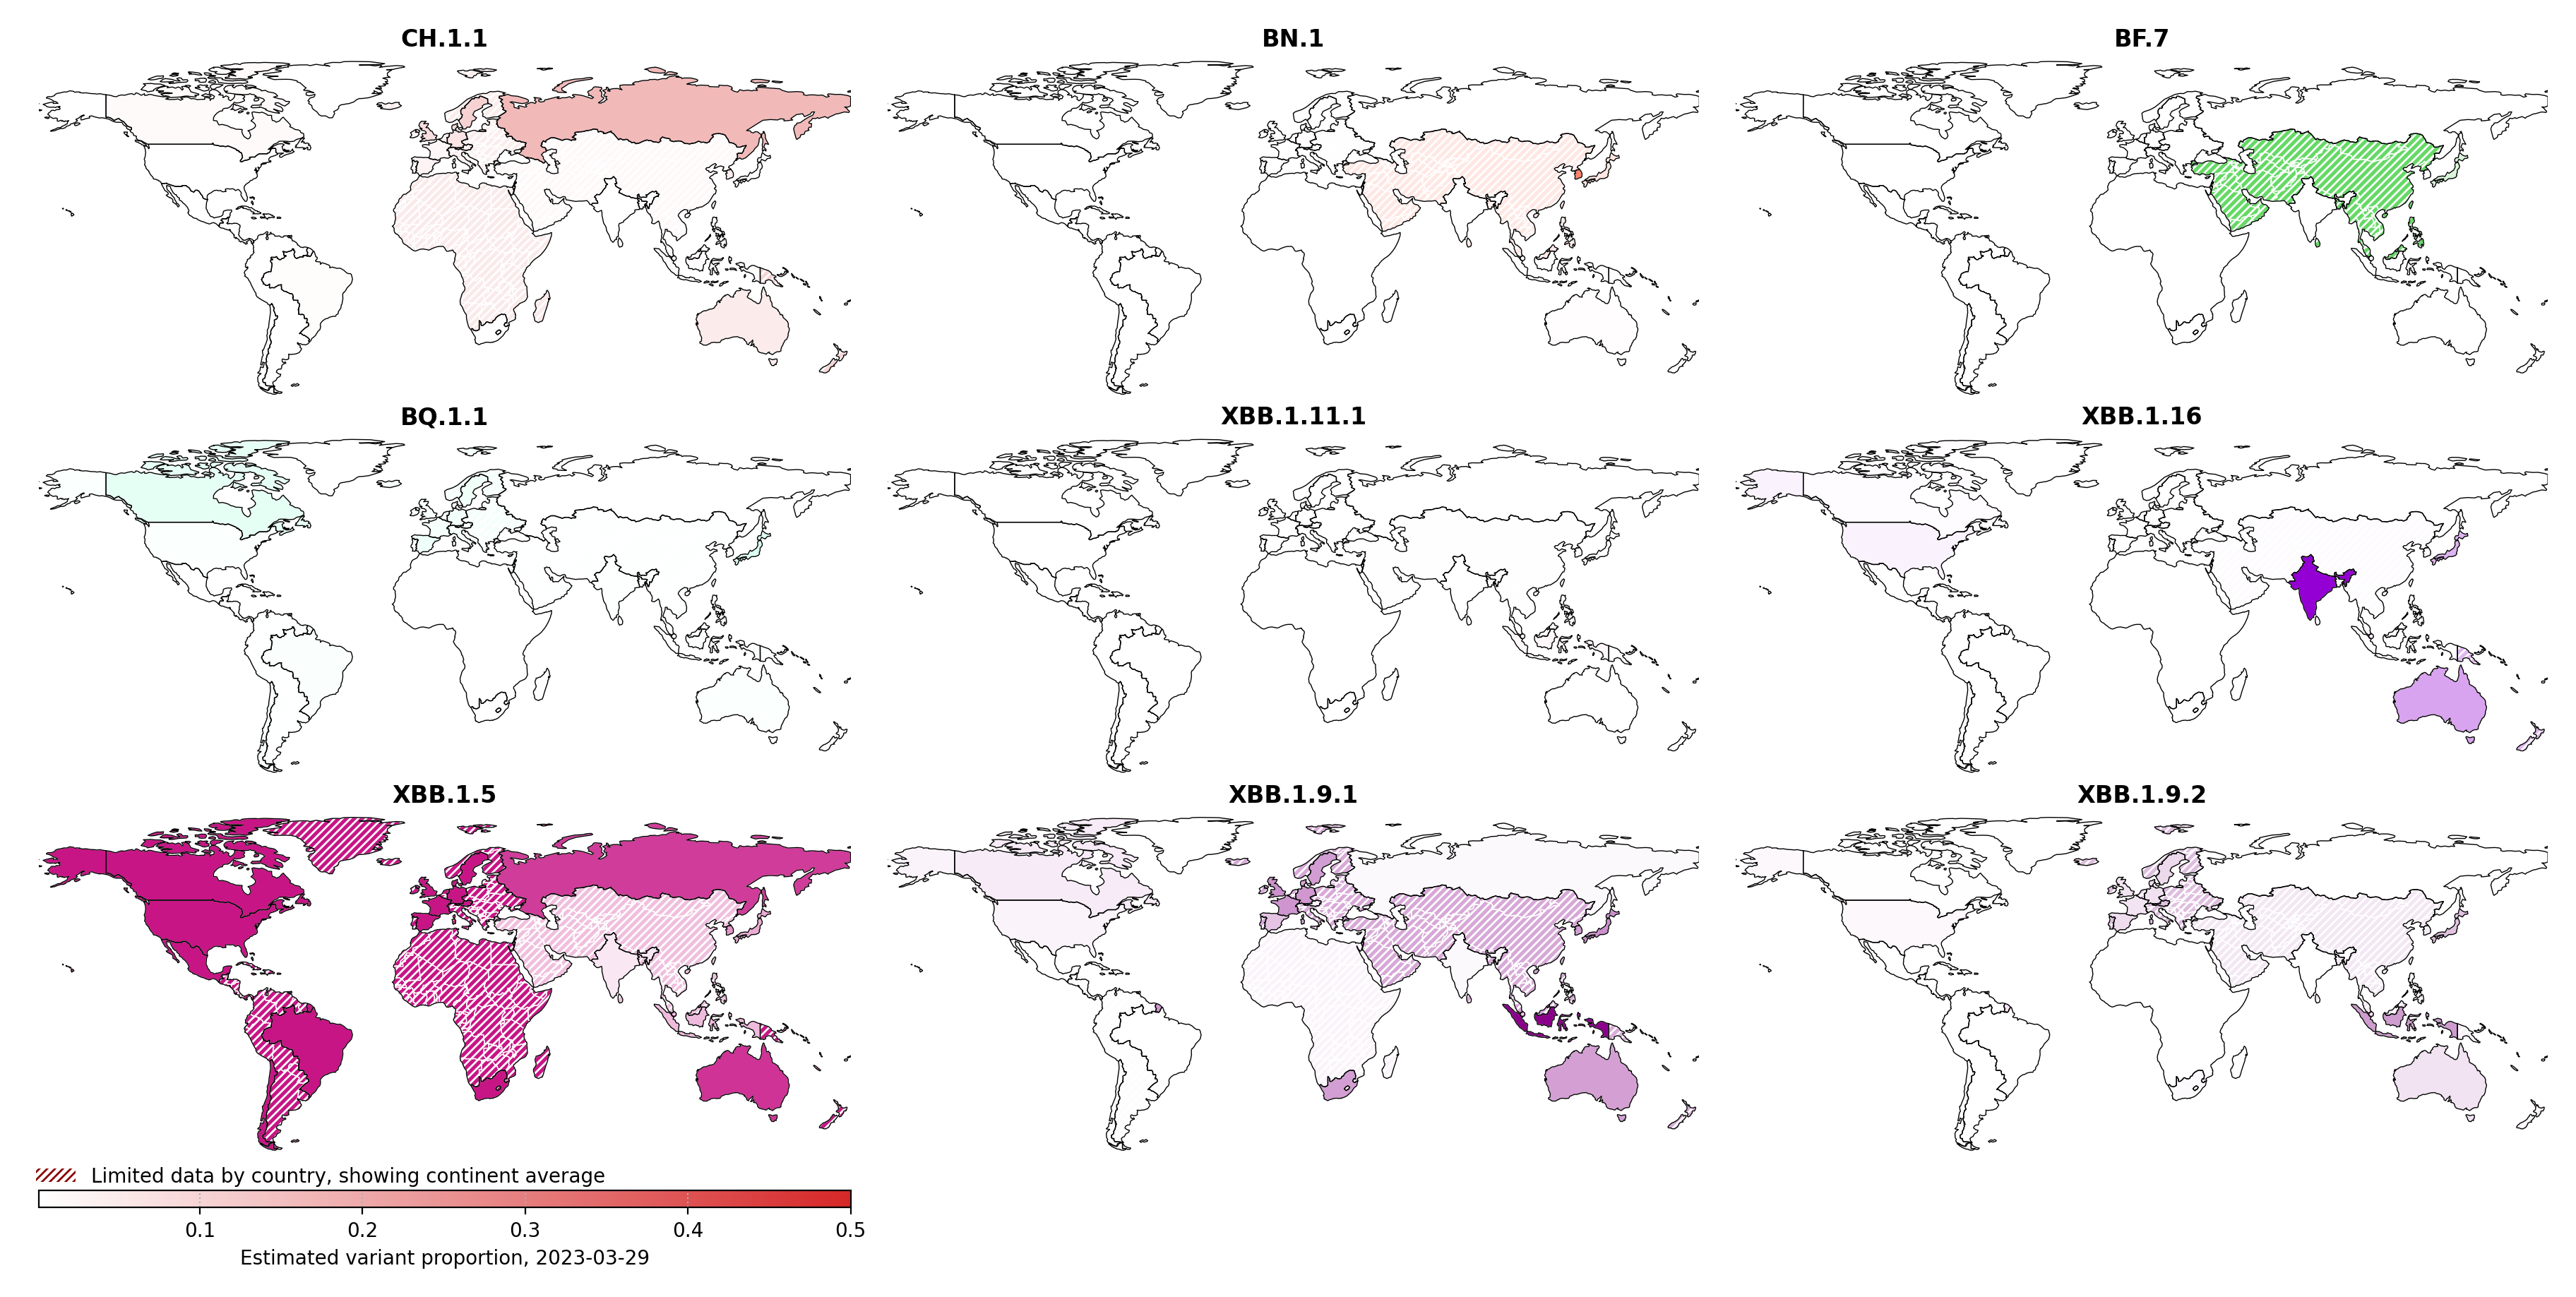 CH.1.1
BN.1
BF.7
BQ.1.1
XBB.1.11.1
XBB.1.16
XBB.1.5
XBB.1.9.1
XBB.1.9.2
Limited data by country, showing continent average
0.1 0.2 0.3 0.4 0.5
Estimated variant proportion, 2023-03-29